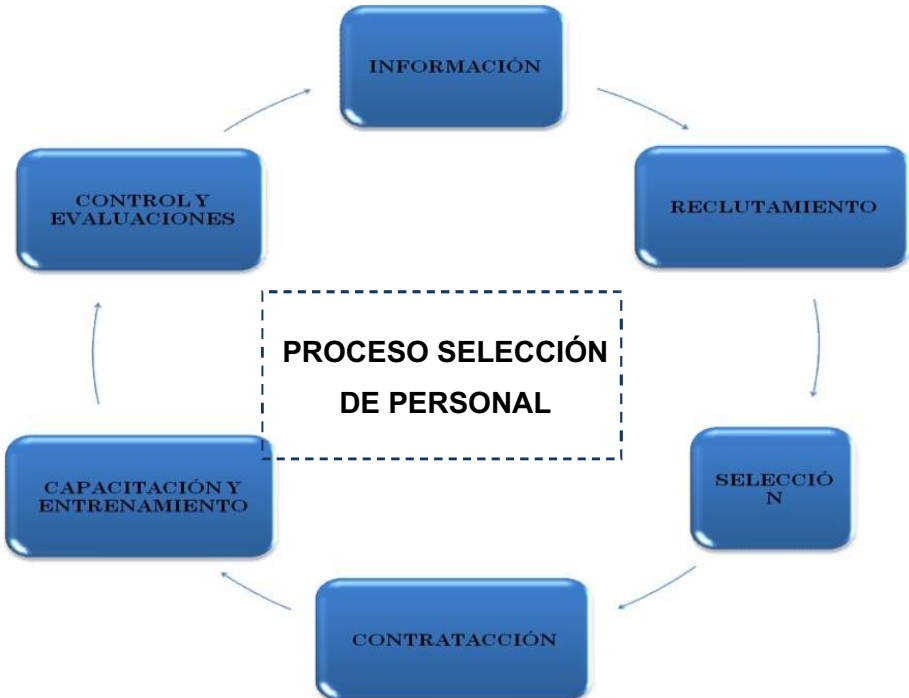 INFORMACIÓN
RECLUTAMIENTO
SELECCIÓ
N
CONTRATACCIÓN
CAPACITACIÓN Y
ENTRENAMIENTO
CONTROL Y
EVALUACIONES
PROCESO SELECCIÓN
DE PERSONAL